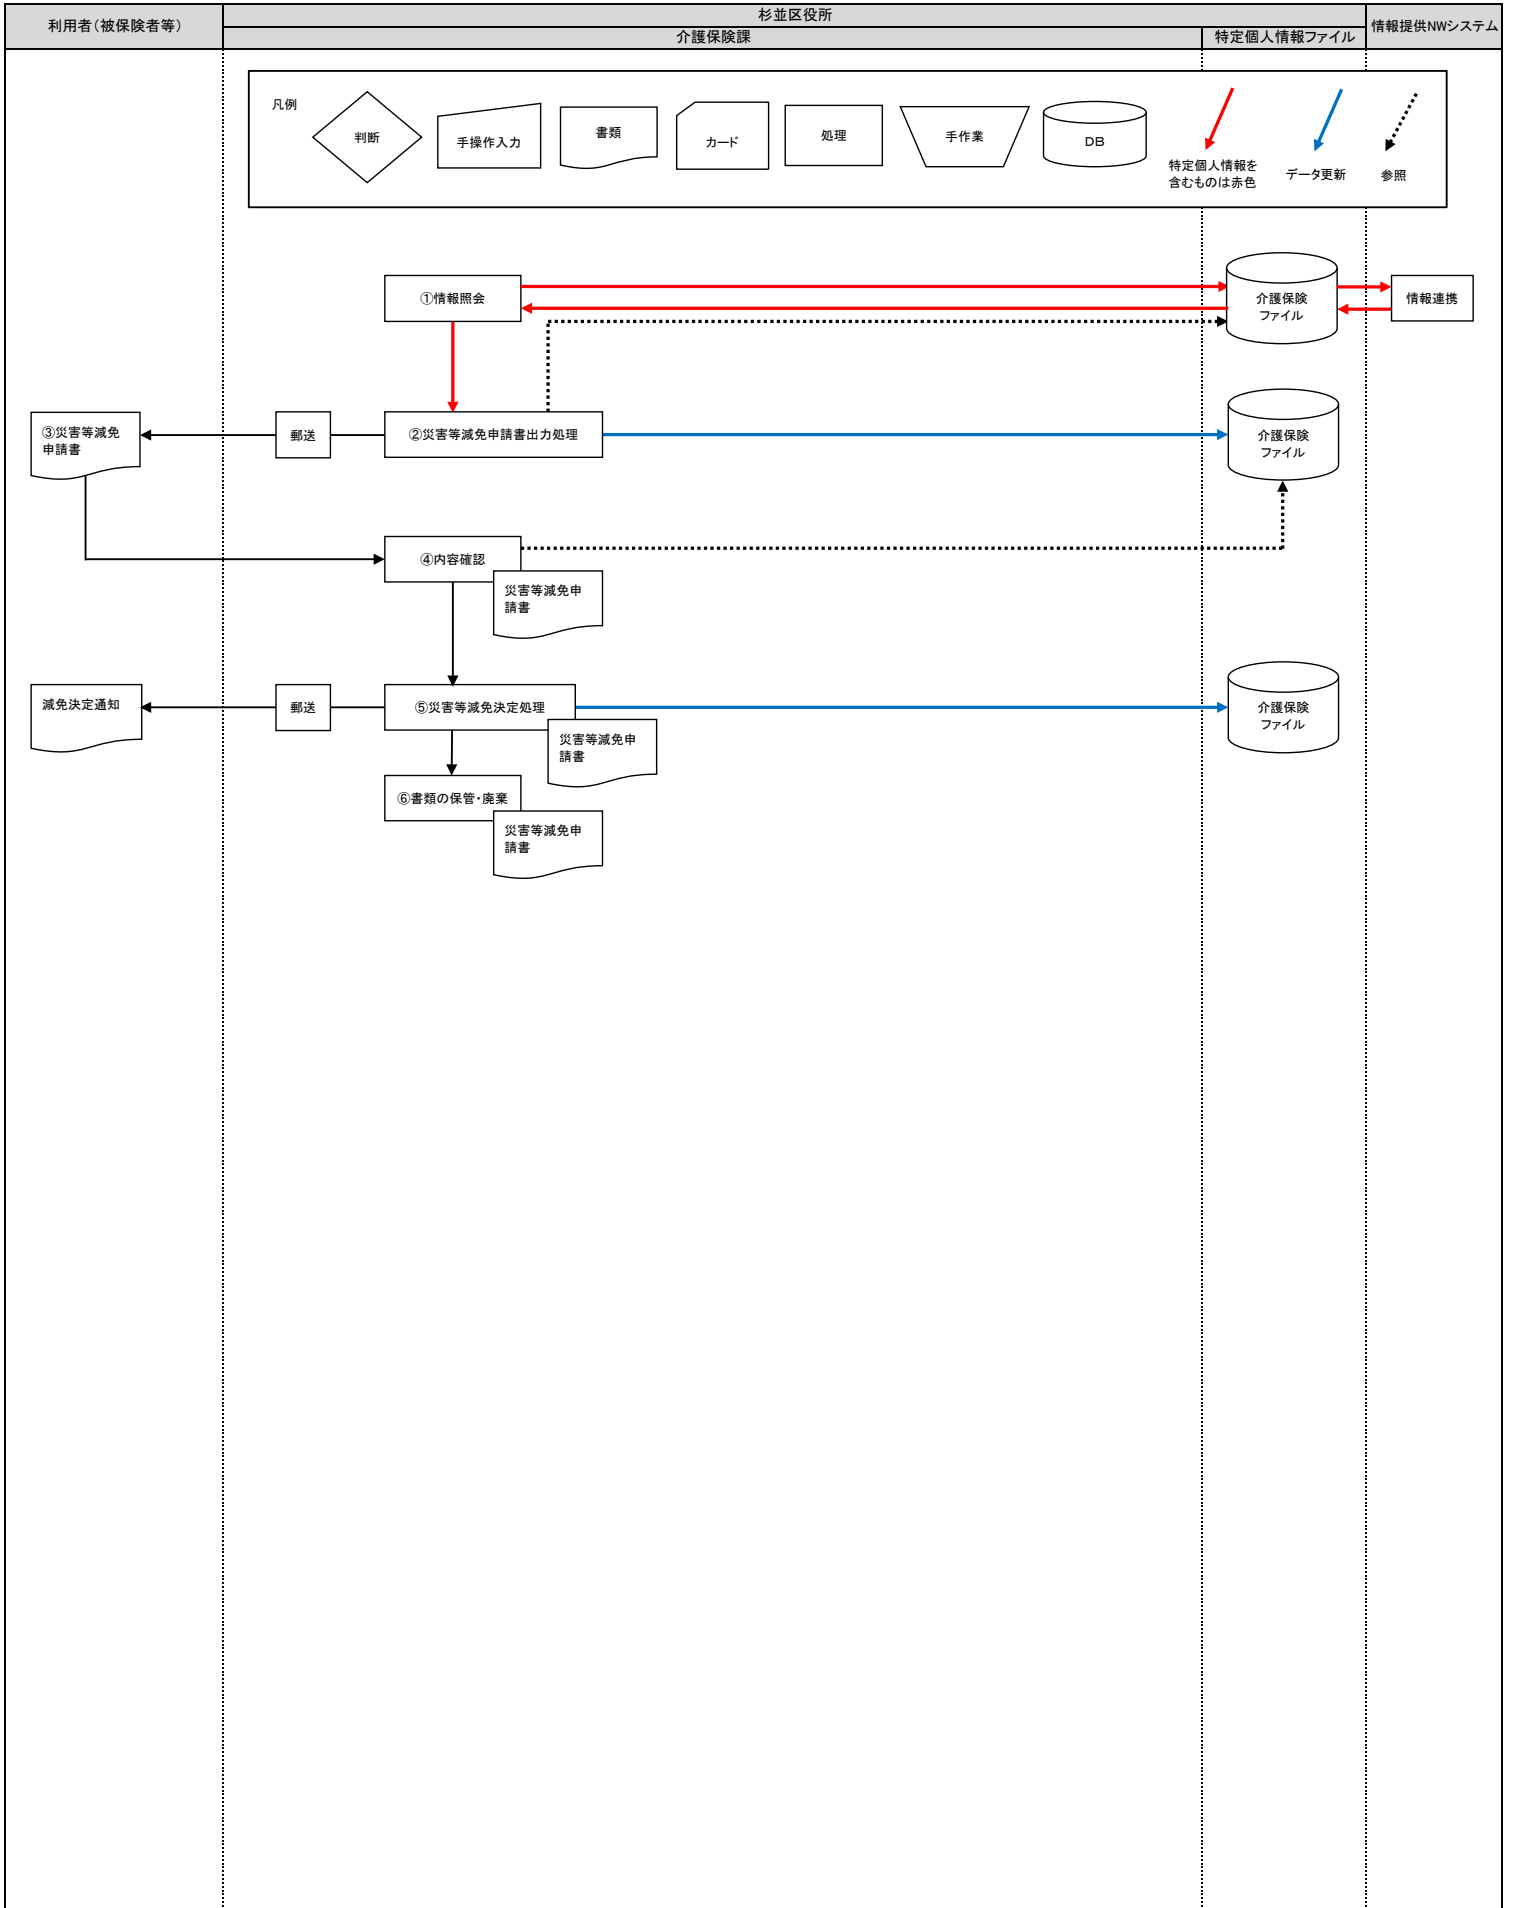 利用者（被保険者等）
杉並区役所
情報提供NWシステム
介護保険課
特定個人情報ファイル
凡例
判断
手操作入力
書類
カード
処理
手作業
ＤＢ
特定個人情報を
含むものは赤色
データ更新
参照
①情報照会
介護保険
ファイル
情報連携
③災害等減免
申請書
郵送
②災害等減免申請書出力処理
介護保険
ファイル
④内容確認
災害等減免申
請書
減免決定通知
郵送
⑤災害等減免決定処理
介護保険
ファイル
災害等減免申
請書
⑥書類の保管・廃棄
災害等減免申
請書